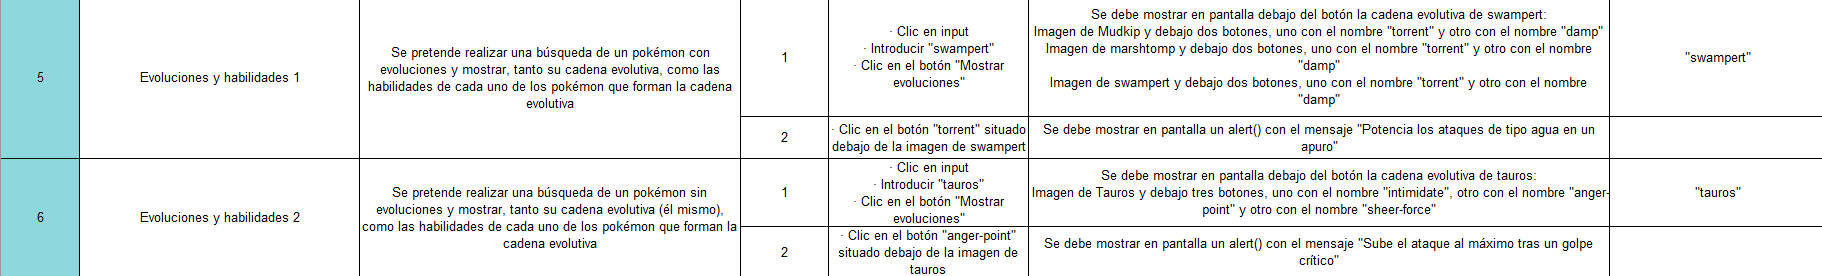 5
Evoluciones y habilidades 1
Se pretende realizar una búsqueda de un pokémon con
evoluciones y mostrar, tanto su cadena evolutiva, como las
habilidades de cada uno de los pokémon que forman la cadena
evolutiva
1
· Clic en input
· Introducir "swampert"
· Clic en el botón "Mostrar
evoluciones"
Se debe mostrar en pantalla debajo del botón la cadena evolutiva de swampert:
Imagen de Mudkip y debajo dos botones, uno con el nombre "torrent" y otro con el nombre "damp"
Imagen de marshtomp y debajo dos botones, uno con el nombre "torrent" y otro con el nombre
"damp"
Imagen de swampert y debajo dos botones, uno con el nombre "torrent" y otro con el nombre
"damp"
"swampert"
2
· Clic en el botón "torrent" situado
debajo de la imagen de swampert
Se debe mostrar en pantalla un alert() con el mensaje "Potencia los ataques de tipo agua en un
apuro"
6
Evoluciones y habilidades 2
Se pretende realizar una búsqueda de un pokémon sin
evoluciones y mostrar, tanto su cadena evolutiva (él mismo),
como las habilidades de cada uno de los pokémon que forman la
cadena evolutiva
1
· Clic en input
· Introducir "tauros"
· Clic en el botón "Mostrar
evoluciones"
Se debe mostrar en pantalla debajo del botón la cadena evolutiva de tauros:
Imagen de Tauros y debajo tres botones, uno con el nombre "intimidate", otro con el nombre "anger-
point" y otro con el nombre "sheer-force"
"tauros"
2
· Clic en el botón "anger-point"
situado debajo de la imagen de
tauros
Se debe mostrar en pantalla un alert() con el mensaje "Sube el ataque al máximo tras un golpe
crítico"